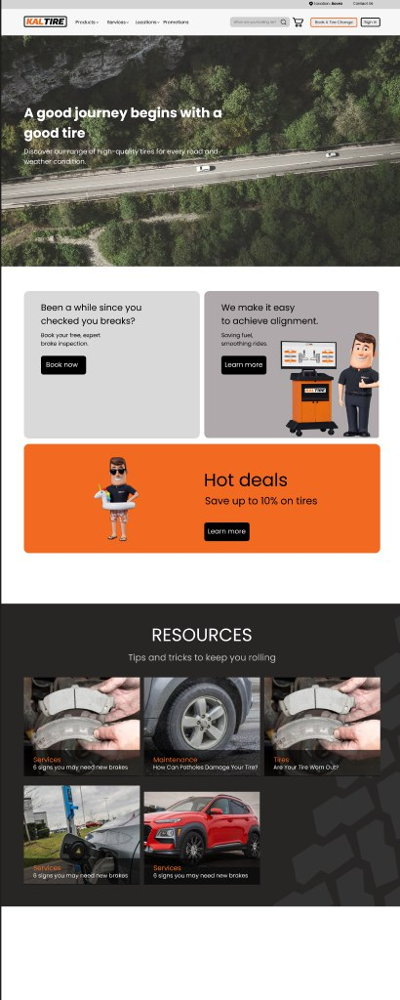 Location: Accra Contact Us
KALTIRE Products Services Locations Promotions What are you looking for? Book A Tire Change Sign In
A good journey begins with a
good tire
Discover our range of high-quality tires for every road and
weather condition.
Been a while since you
checked you breaks?
Book your free, expert
brake inspection.
Book now
We make it easy
to achieve alignment.
Saving fuel,
smoothing rides.
Learn more
KALTIRE
Hot deals
Save up to 10% on tires
Learn more
RESOURCES
Tips and tricks to keep you rolling
Services
6 signs you may need new brakes
Maintenance
How Can Potholes Damage Your Tire?
Tires
Are Your Tire Worn Out?
Services
6 signs you may need new brakes
Services
6 signs you may need new brakes